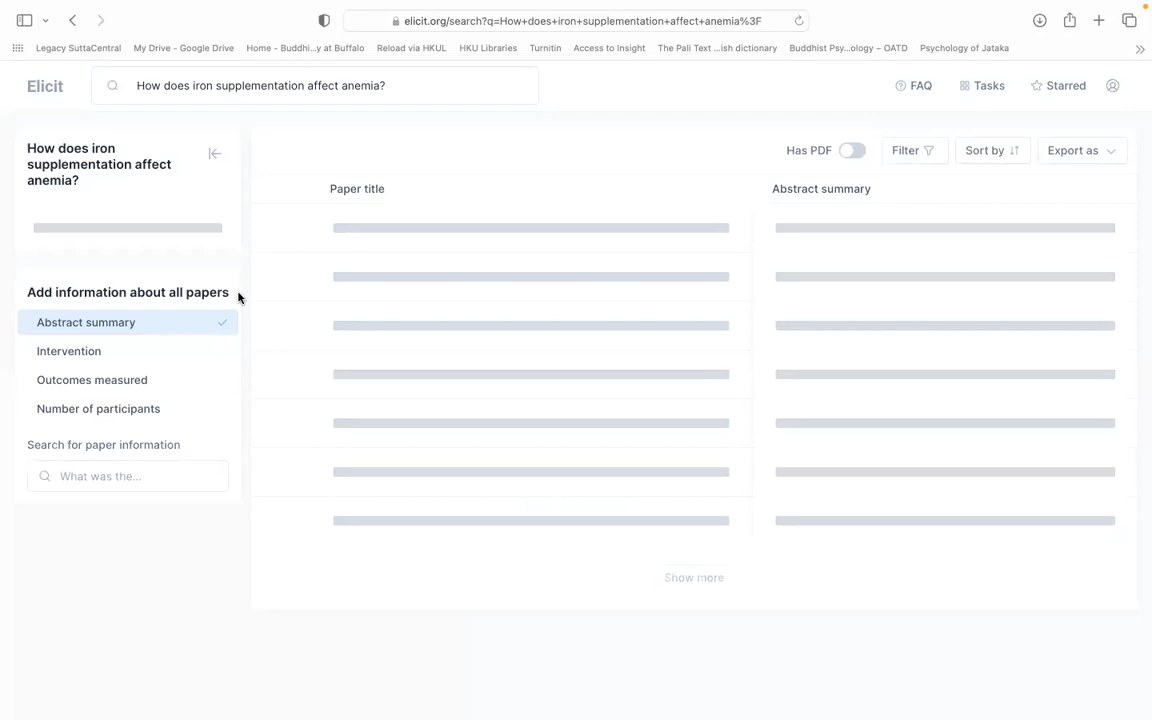 elicit.org/search?q=How+does+iron+supplementation+affect+anemia%3F
Legacy SuttaCentral My Drive - Google Drive Home - Buddhi...y at Buffalo Reload via HKUL HKU Libraries Turnitin Access to Insight The Pali Text ...ish dictionary Buddhist Psy...ology – OATD Psychology of Jataka
Elicit How does iron supplementation affect anemia? FAQ Tasks Starred
How does iron
supplementation affect
anemia?
Has PDF Filter Sort by Export as
Paper title Abstract summary
Add information about all papers
Abstract summary
Intervention
Outcomes measured
Number of participants
Search for paper information
What was the...
Show more